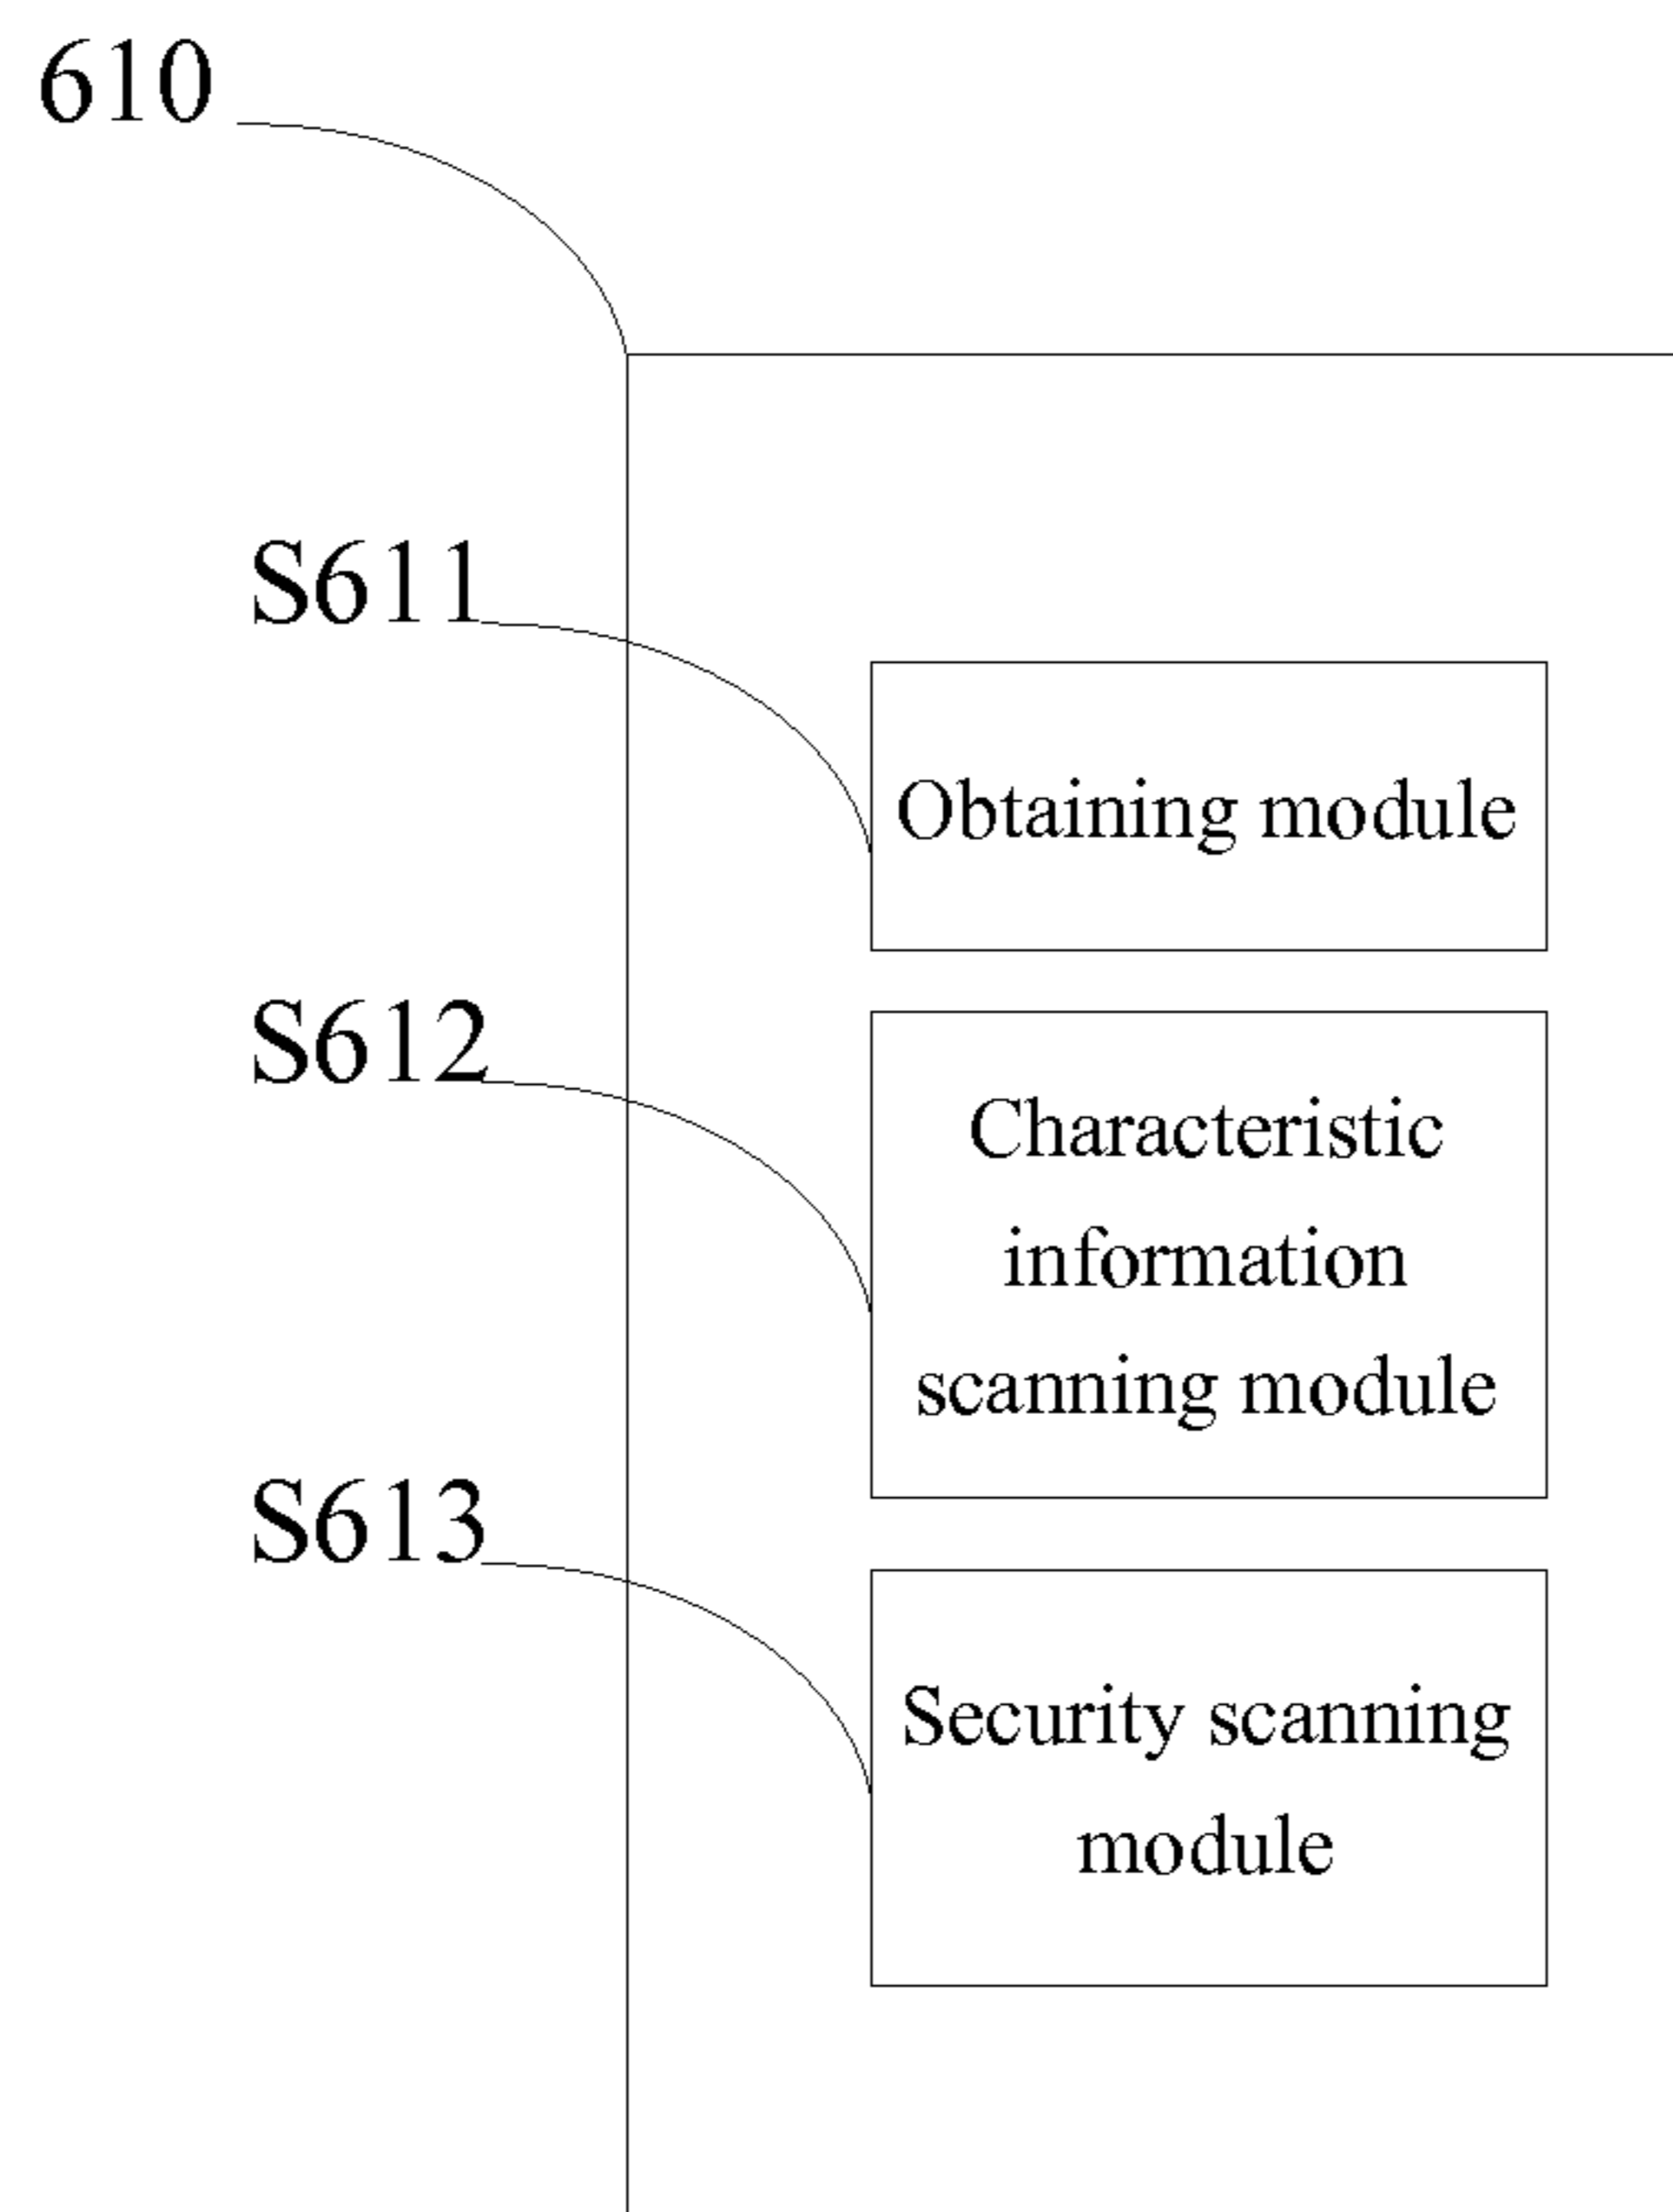 610
S611
Obtaining module
S612
Characteristic
information
scanning module
S613
Security scanning
module